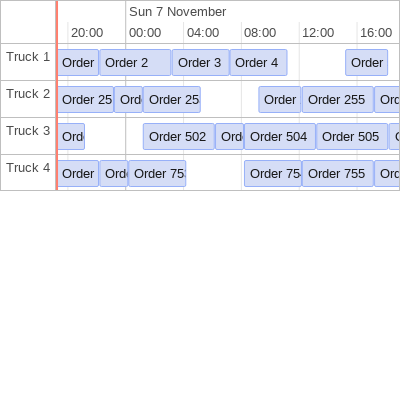 Sun 7 November
20:00 00:00 04:00 08:00 12:00 16:00
Truck 1 Order Order 2 Order 3 Order 4 Order
Truck 2 Order 25 Ord Order 25 Order Order 255 Ord
Truck 3 Ord Order 502 Ord Order 504 Order 505
Truck 4 Order Ord Order 75 Order 75 Order 755 Ord